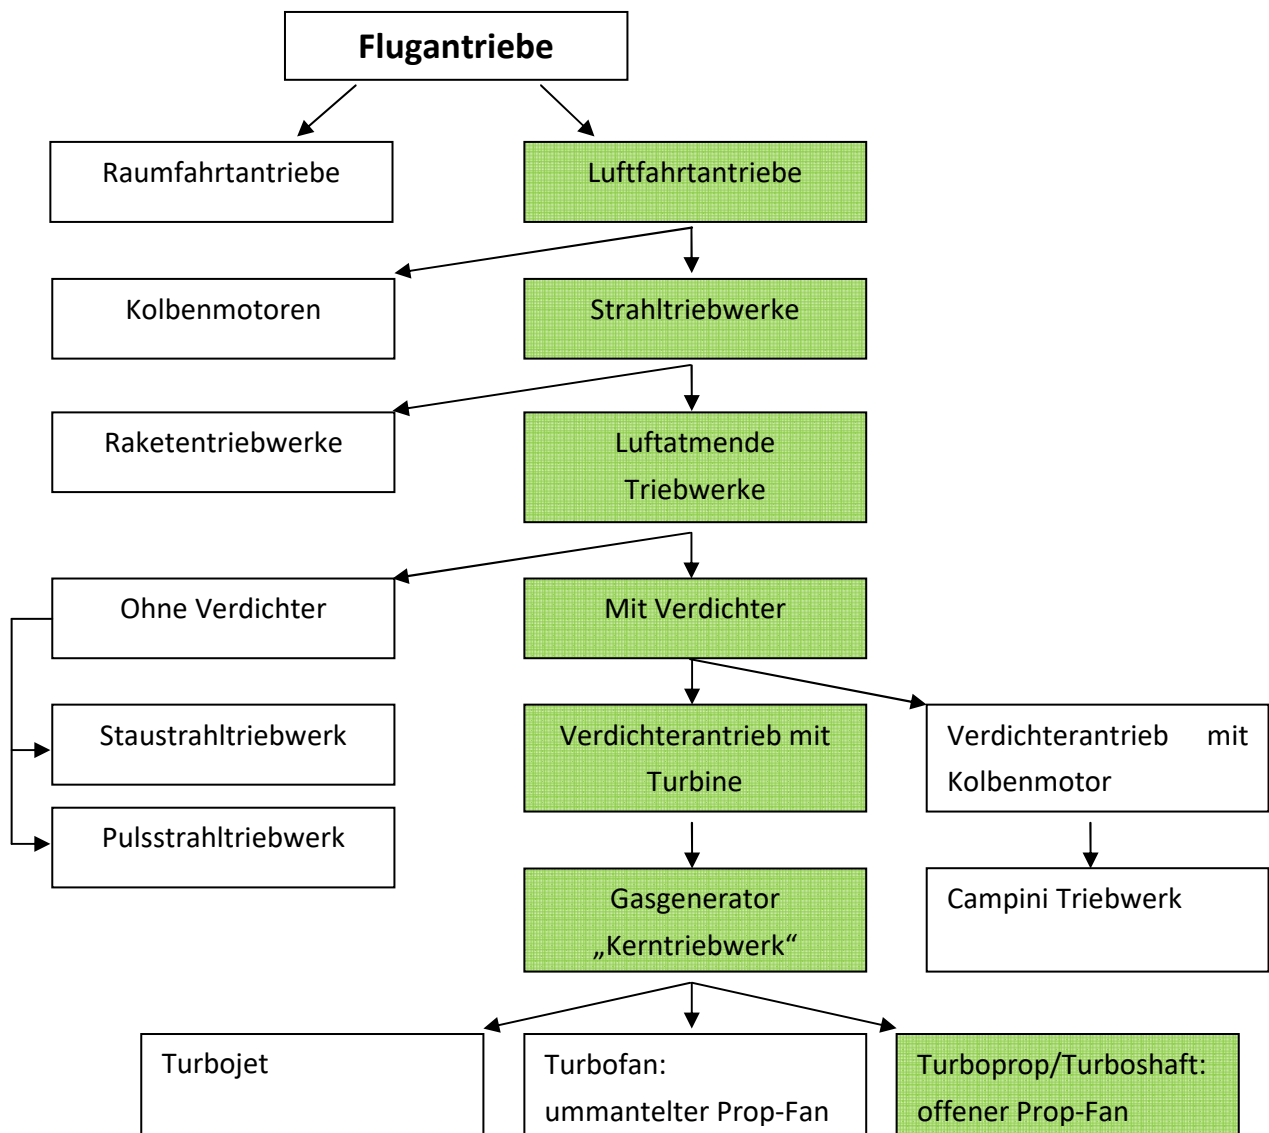 Flugantriebe
Raumfahrtantriebe
Luftfahrtantriebe
Kolbenmotoren
Strahltriebwerke
Raketentriebwerke
Luftatmende
Triebwerke
Ohne Verdichter
Mit Verdichter
Staustrahltriebwerk
Verdichterantrieb mit
Turbine
Verdichterantrieb mit
Kolbenmotor
Pulsstrahltriebwerk
Gasgenerator
„Kerntriebwerk“
Campini Triebwerk
Turbojet
Turbofan:
ummantelter Prop-Fan
Turboprop/Turboshaft:
offener Prop-Fan